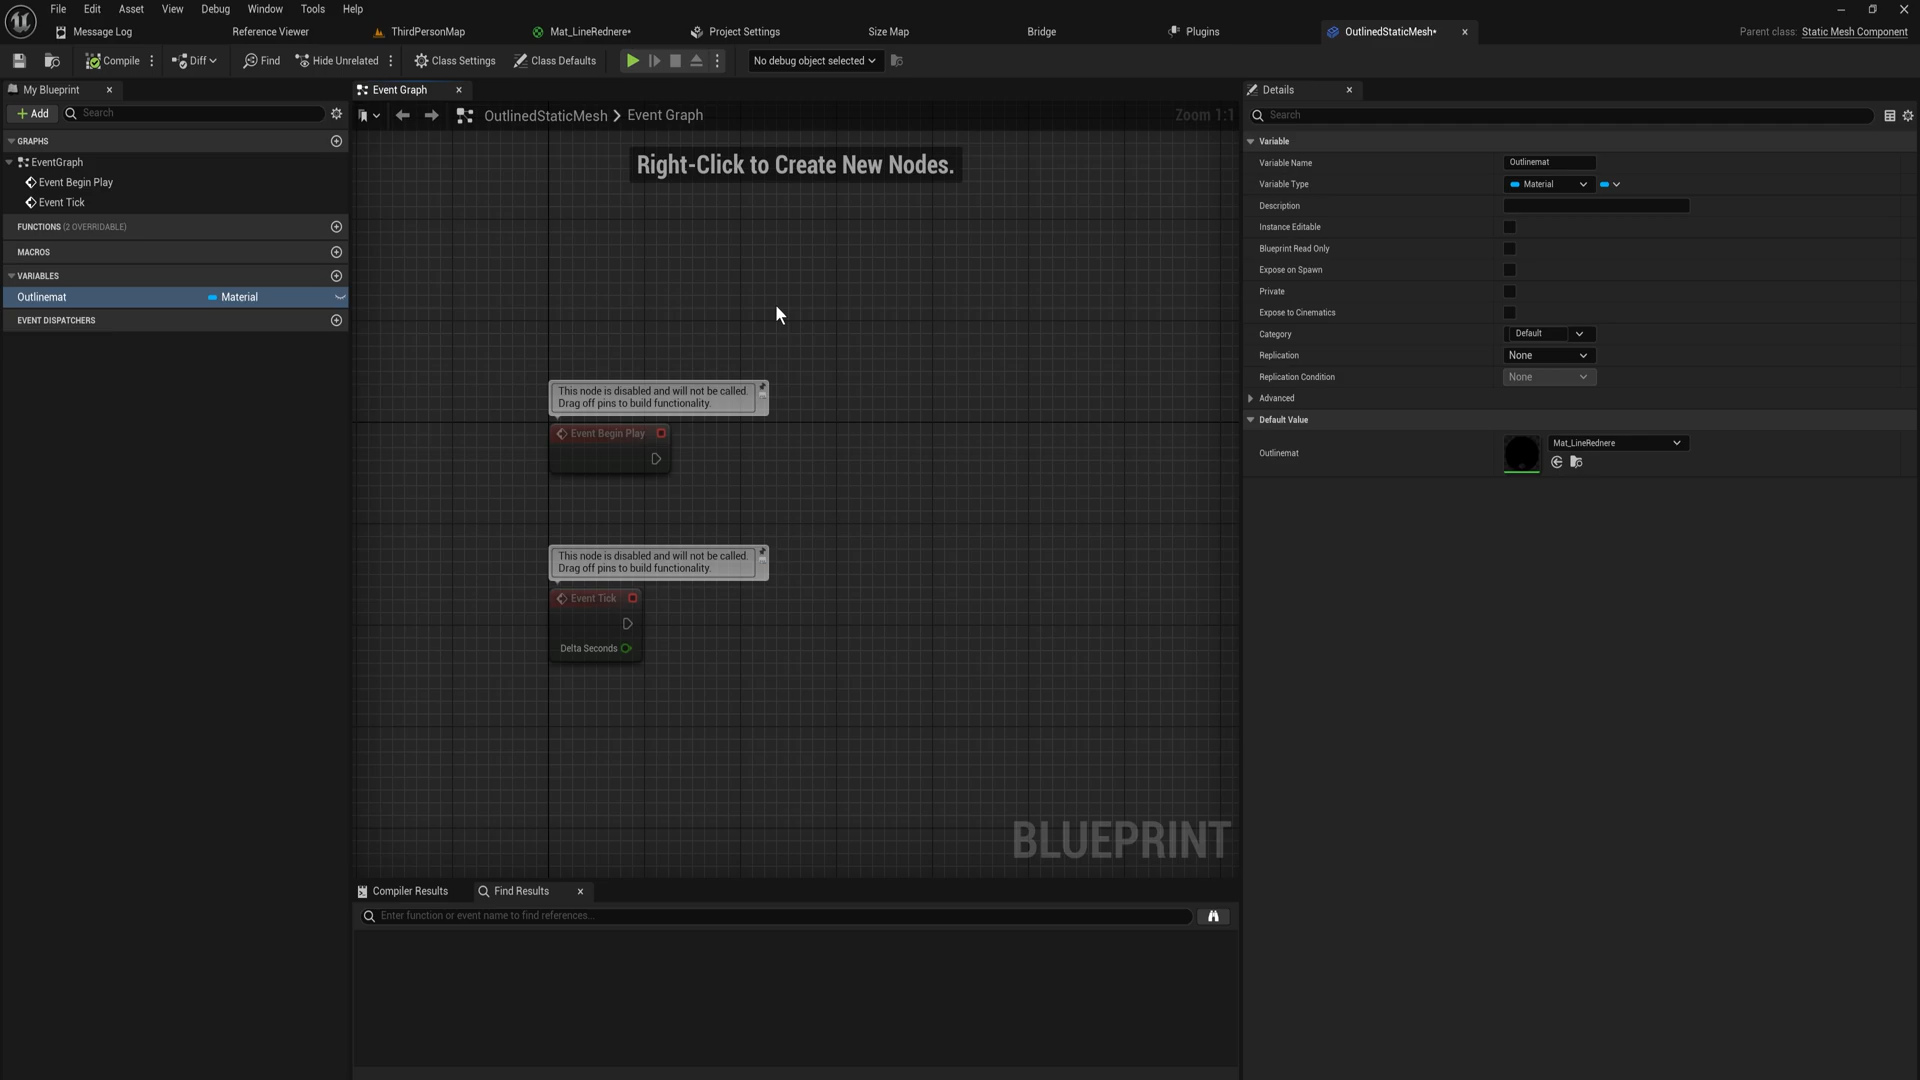 File Edit Asset View Debug Window Tools Help
Message Log Reference Viewer ThirdPersonMap Mat_LineRednere* Project Settings Size Map Bridge Plugins OutlinedStaticMesh* Parent class: Static Mesh Component
Compile Diff Find Hide Unrelated Class Settings Class Defaults No debug object selected
My Blueprint
Add Search
GRAPHS
EventGraph
Event Begin Play
Event Tick
FUNCTIONS (2 OVERRIDABLE)
MACROS
VARIABLES
Outlinemat Material
EVENT DISPATCHERS
Event Graph
OutlinedStaticMesh > Event Graph Zoom 1:1
Right-Click to Create New Nodes.
This node is disabled and will not be called.
Drag off pins to build functionality.
Event Begin Play
This node is disabled and will not be called.
Drag off pins to build functionality.
Event Tick
Delta Seconds
BLUEPRINT
Compiler Results Find Results
Enter function or event name to find references...
Details
Search
Variable
Variable Name Outlinemat
Variable Type Material
Description
Instance Editable
Blueprint Read Only
Expose on Spawn
Private
Expose to Cinematics
Category Default
Replication None
Replication Condition None
Advanced
Default Value
Outlinemat Mat_LineRednere